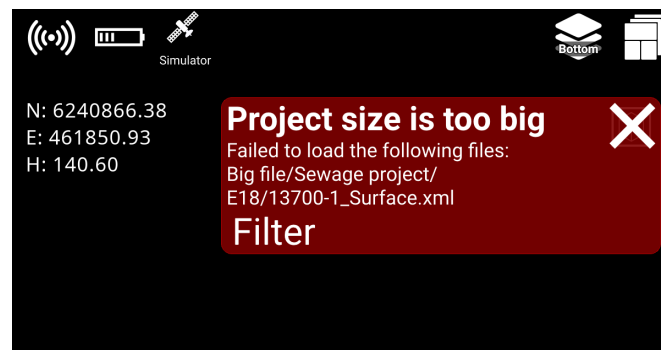 Simulator
Bottom
N: 6240866.38
E: 461850.93
H: 140.60
Project size is too big
Failed to load the following files:
Big file/Sewage project/
E18/13700-1_Surface.xml
Filter